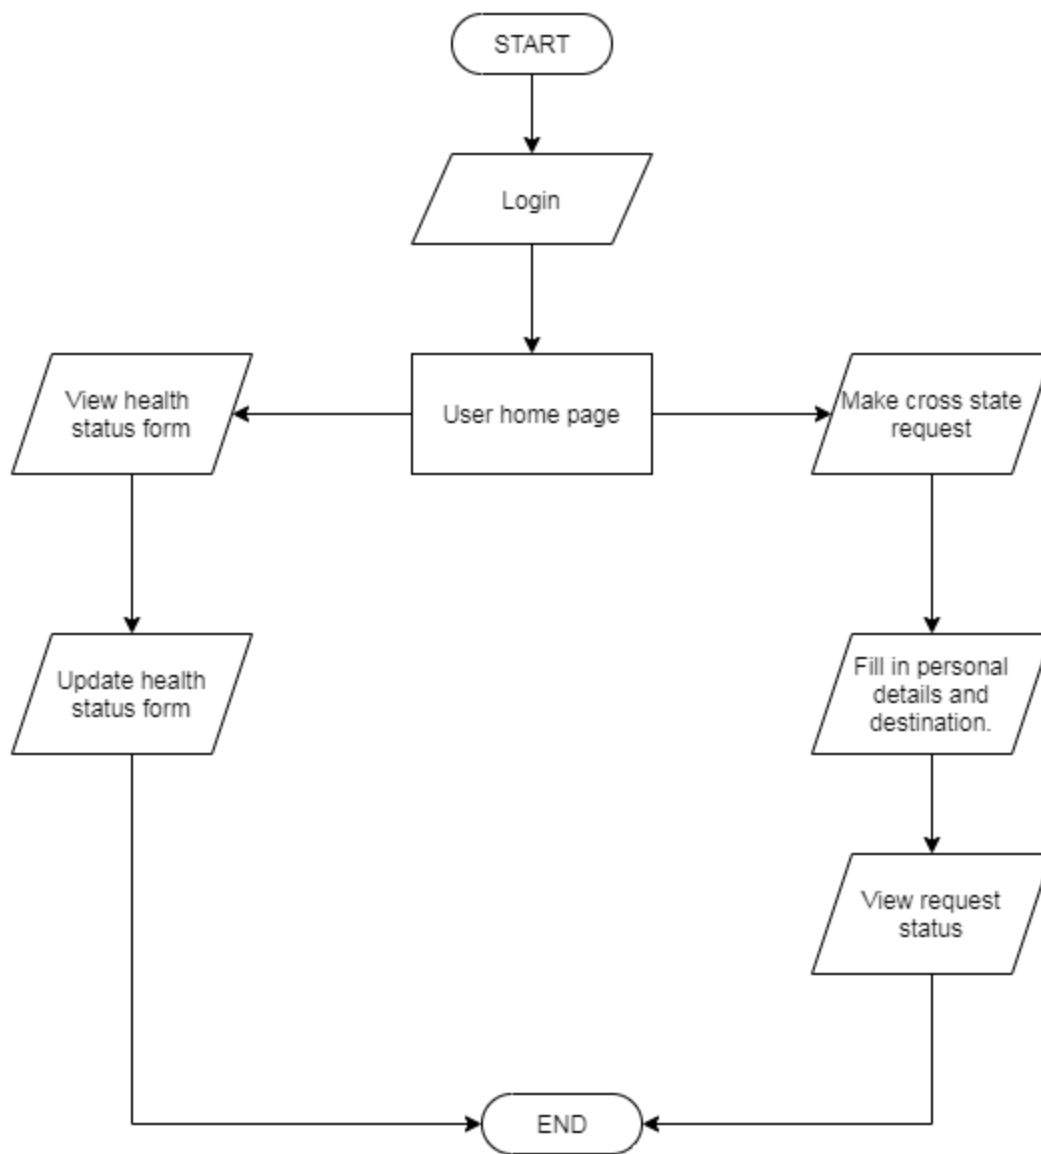 START
Login
View health
status form
User home page
Make cross state
request
Update health
status form
Fill in personal
details and
destination.
View request
status
END